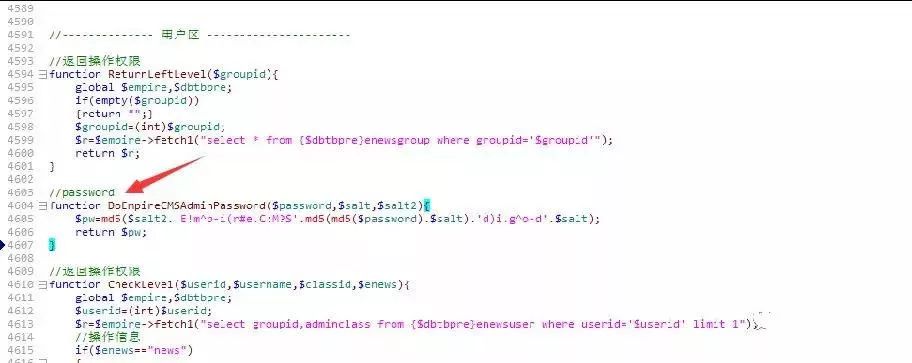 4589
4590
4591 //-------------- 用户区 ----------------------
4592
4593 //返回操作权限
4594 function ReturnLeftLevel($groupid){
4595 global $empire,$dbtbpre;
4596 if(empty($groupid))
4597 {return "";}
4598 $groupid=(int)$groupid;
4599 $r=$empire->fetch1("select * from {$dbtbpre}enewsgroup where groupid='$groupid'");
4600 return $r;
4601 }
4602
4603 //password
4604 function DoEmpireCMSAdminPassword($password,$salt,$salt2){
4605 $pw=md5($salt2.'E!m^p-i(r#e.C:M?S'.md5(md5($password).$salt).'d)i.g^o-d'.$salt);
4606 return $pw;
4607 }
4608
4609 //返回操作权限
4610 function CheckLevel($userid,$username,$classid,$enews){
4611 global $empire,$dbtbpre;
4612 $userid=(int)$userid;
4613 $r=$empire->fetch1("select groupid,adminclass from {$dbtbpre}enewsuser where userid='$userid' limit 1");
4614 //操作信息
4615 if($enews=="news")
4616 {